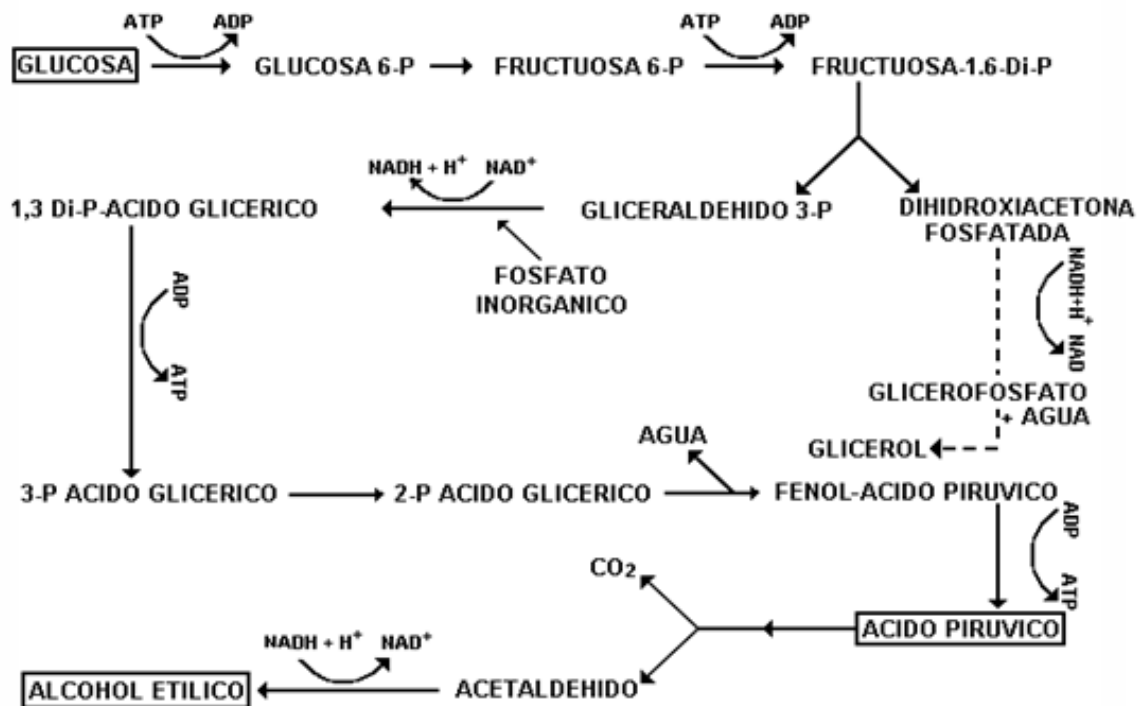 ATP ADP ATP ADP
GLUCOSA GLUCOSA 6-P FRUCTUOSA 6-P FRUCTUOSA-1.6-Di-P
NADH + H+ NAD+
1,3 Di-P-ACIDO GLICERICO GLICERALDEHIDO 3-P DIHIDROXIACETONA
FOSFATADA
FOSFATO
INORGANICO
NADH+H+ NAD
ADP ATP
GLICEROFOSFATO
+ AGUA
AGUA GLICEROL
3-P ACIDO GLICERICO 2-P ACIDO GLICERICO FENOL-ACIDO PIRUVICO
ADP ATP
CO2
ACIDO PIRUVICO
NADH + H+ NAD+
ALCOHOL ETILICO ACETALDEHIDO